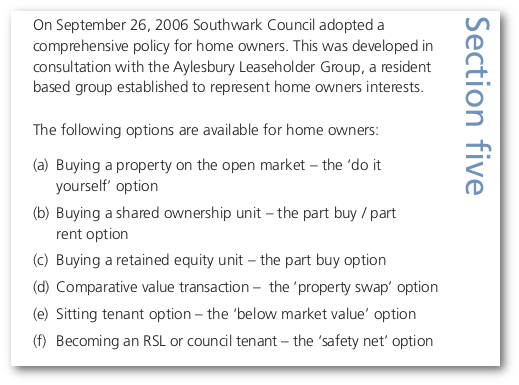 On September 26, 2006 Southwark Council adopted a
comprehensive policy for home owners. This was developed in
consultation with the Aylesbury Leaseholder Group, a resident
based group established to represent home owners interests.
The following options are available for home owners:
(a) Buying a property on the open market – the ‘do it
yourself’ option
(b) Buying a shared ownership unit – the part buy / part
rent option
(c) Buying a retained equity unit – the part buy option
(d) Comparative value transaction – the ‘property swap’ option
(e) Sitting tenant option – the ‘below market value’ option
(f) Becoming an RSL or council tenant – the ‘safety net’ option
Section five